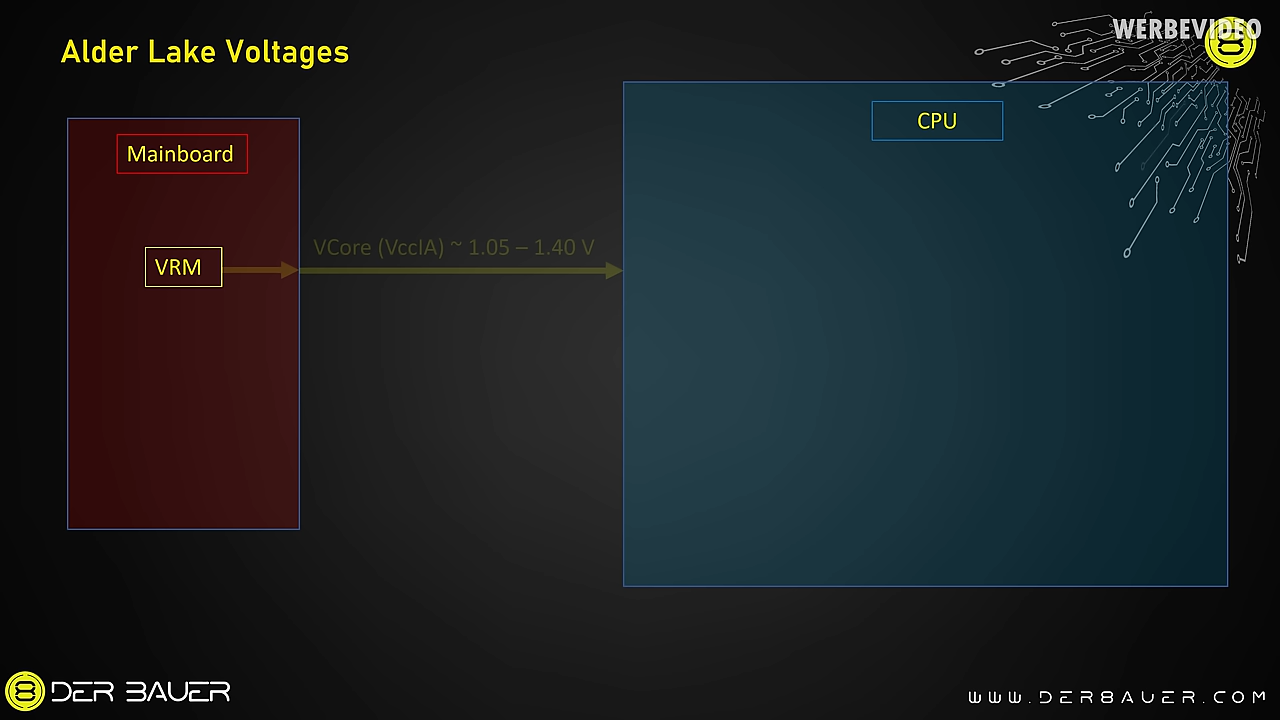 WERBEVIDEO
Alder Lake Voltages
CPU
Mainboard
VCore (VccIA) ~ 1.05 – 1.40 V
VRM
DER BAUER
WWW.DER8AUER.COM